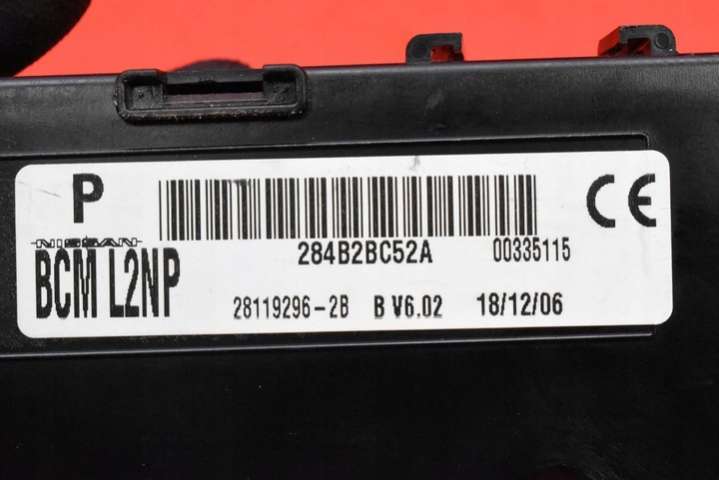 P
CE
NISSAN
284B2BC52A 00335115
BCM L2NP
28119296-2B B V6.02 18/12/06